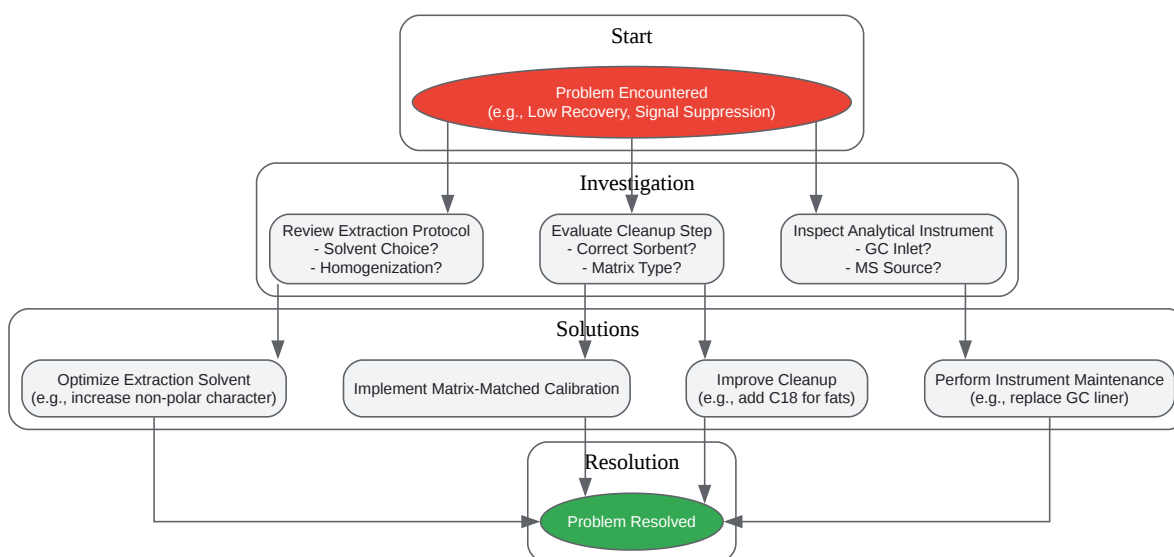 Start
Problem Encountered
(e.g., Low Recovery, Signal Suppression)
Investigation
Review Extraction Protocol
- Solvent Choice?
- Homogenization?
Evaluate Cleanup Step
- Correct Sorbent?
- Matrix Type?
Inspect Analytical Instrument
- GC Inlet?
- MS Source?
Solutions
Optimize Extraction Solvent
(e.g., increase non-polar character)
Implement Matrix-Matched Calibration
Improve Cleanup
(e.g., add C18 for fats)
Perform Instrument Maintenance
(e.g., replace GC liner)
Resolution
Problem Resolved